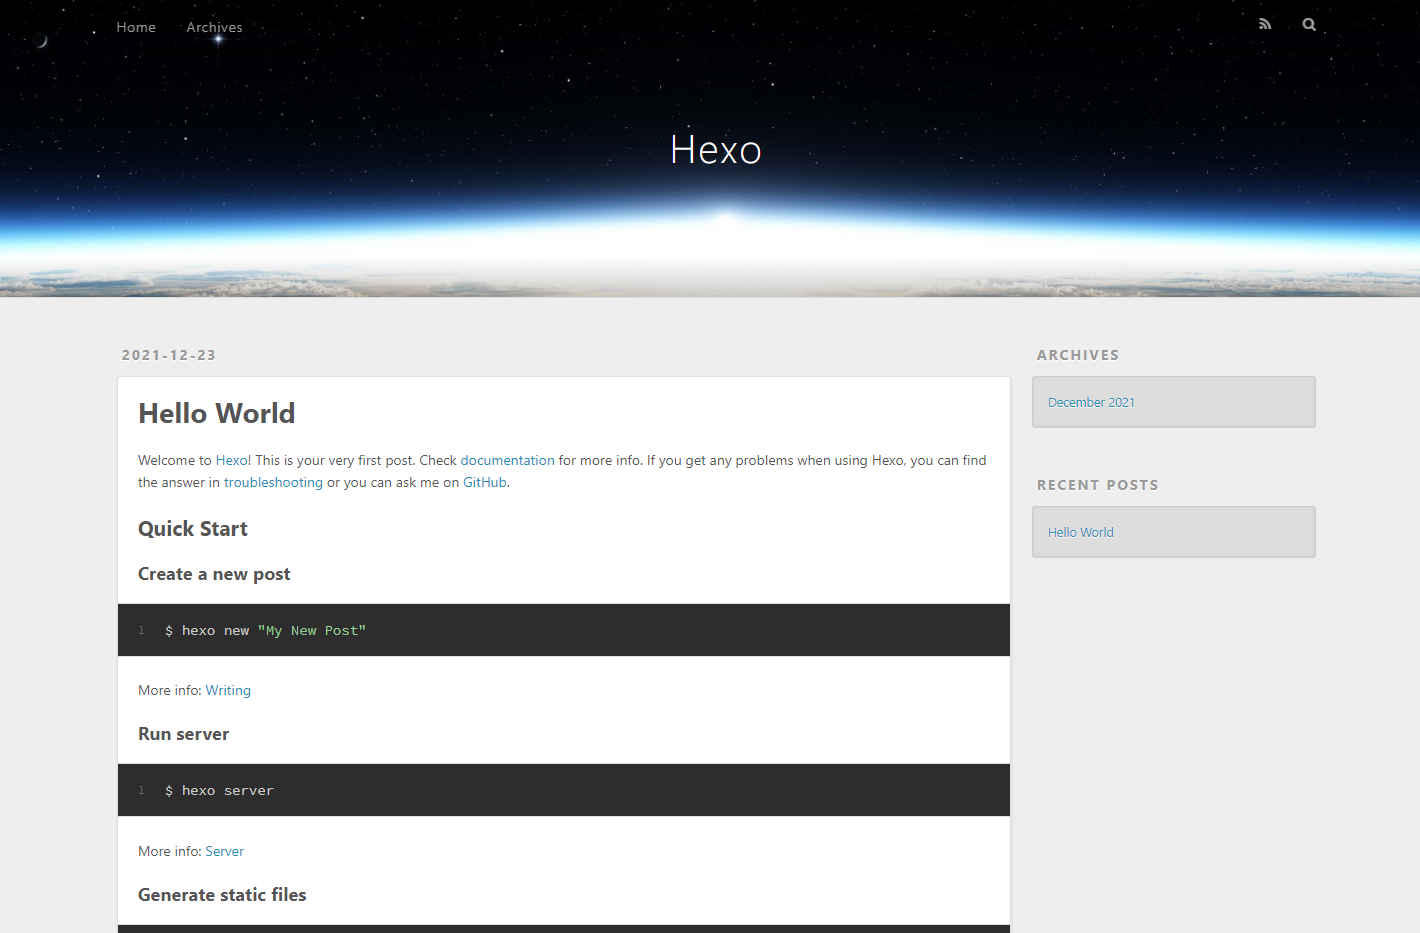 Home
Archives
Hexo
2021-12-23
Hello World
Welcome to Hexo! This is your very first post. Check documentation for more info. If you get any problems when using Hexo, you can find
the answer in troubleshooting or you can ask me on GitHub.
Quick Start
Create a new post
1 $ hexo new "My New Post"
More info: Writing
Run server
1 $ hexo server
More info: Server
Generate static files
ARCHIVES
December 2021
RECENT POSTS
Hello World